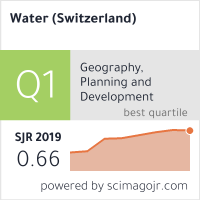 Water (Switzerland)
Q1
Geography,
Planning and
Development
best quartile
SJR 2019
0.66
powered by scimagojr.com